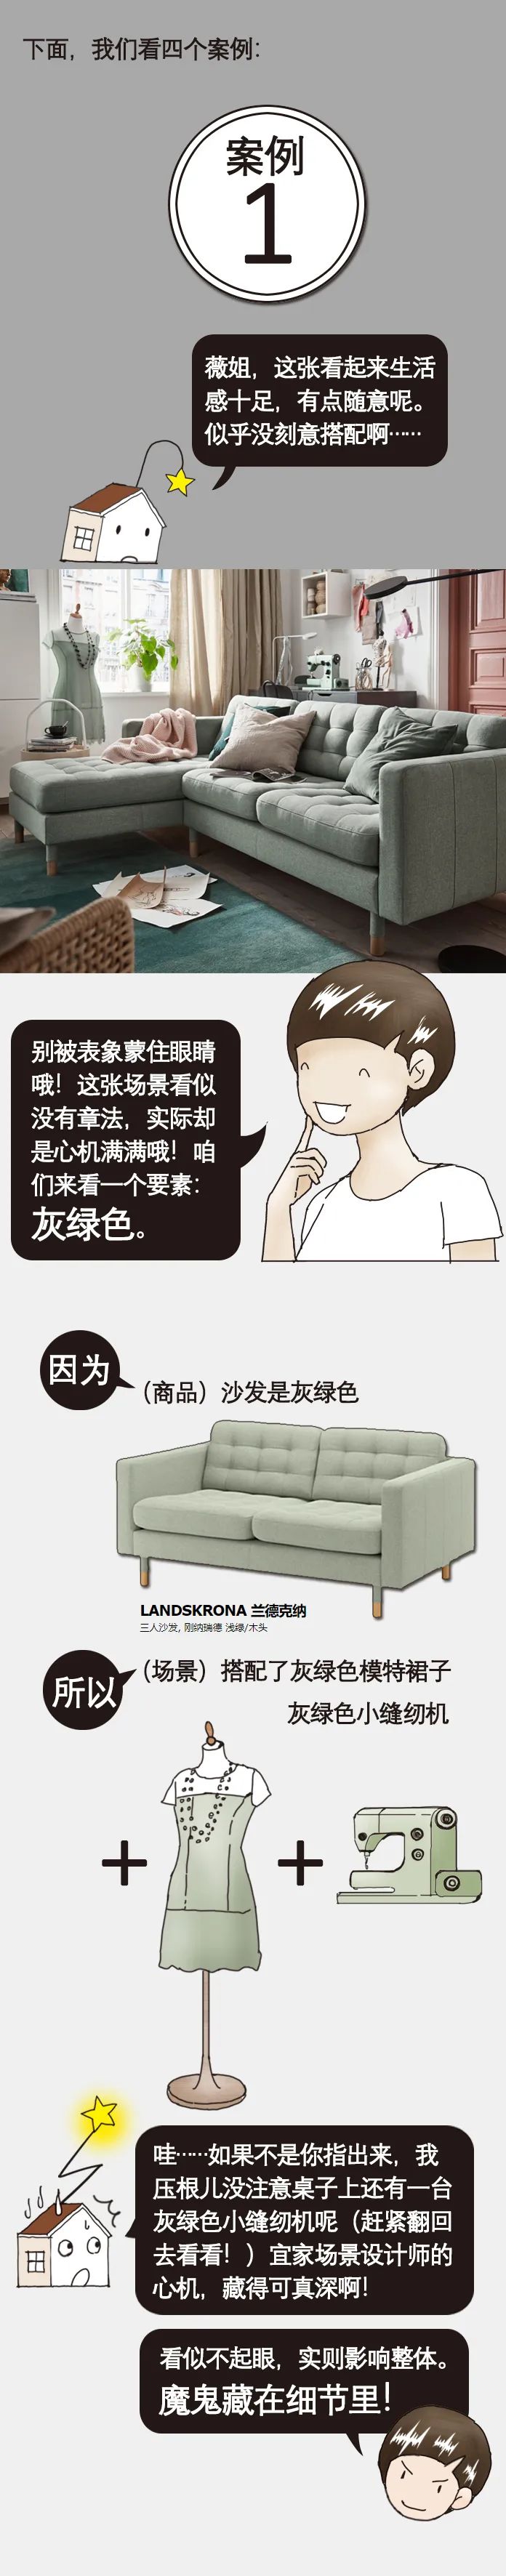 下面，我们看四个案例：
案例
1
薇姐，这张看起来生活
感十足，有点随意呢。
似乎没刻意搭配啊……
别被表象蒙住眼睛
哦！这张场景看似
没有章法，实际却
是心机满满哦！咱
们来看一个要素：
灰绿色。
因为
（商品）沙发是灰绿色
LANDSKRONA 兰德克纳
三人沙发, 刚纳瑞德 浅绿/木头
所以
（场景）搭配了灰绿色模特裙子
灰绿色小缝纫机
哇……如果不是你指出来，我
压根儿没注意桌子上还有一台
灰绿色小缝纫机呢（赶紧翻回
去看看！）宜家场景设计师的
心机，藏得可真深啊！
看似不起眼，实则影响整体。
魔鬼藏在细节里！